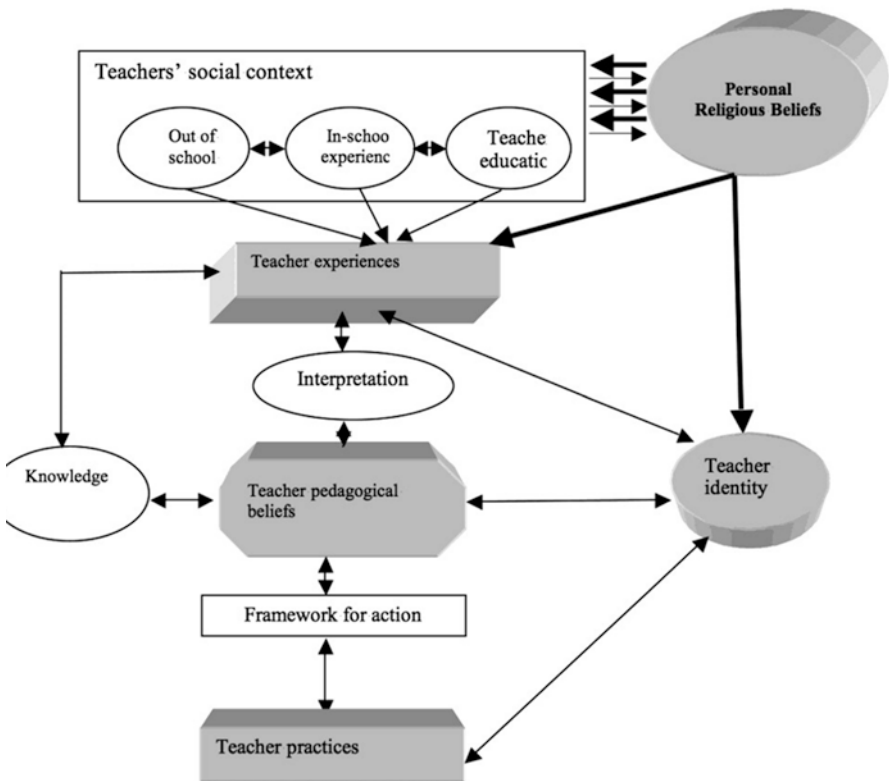 Teachers' social context
Personal
Religious Beliefs
Out of
school
In-schoo
experienc
Teache
educatic
Teacher experiences
Interpretation
Knowledge
Teacher pedagogical
beliefs
Teacher
identity
Framework for action
Teacher practices